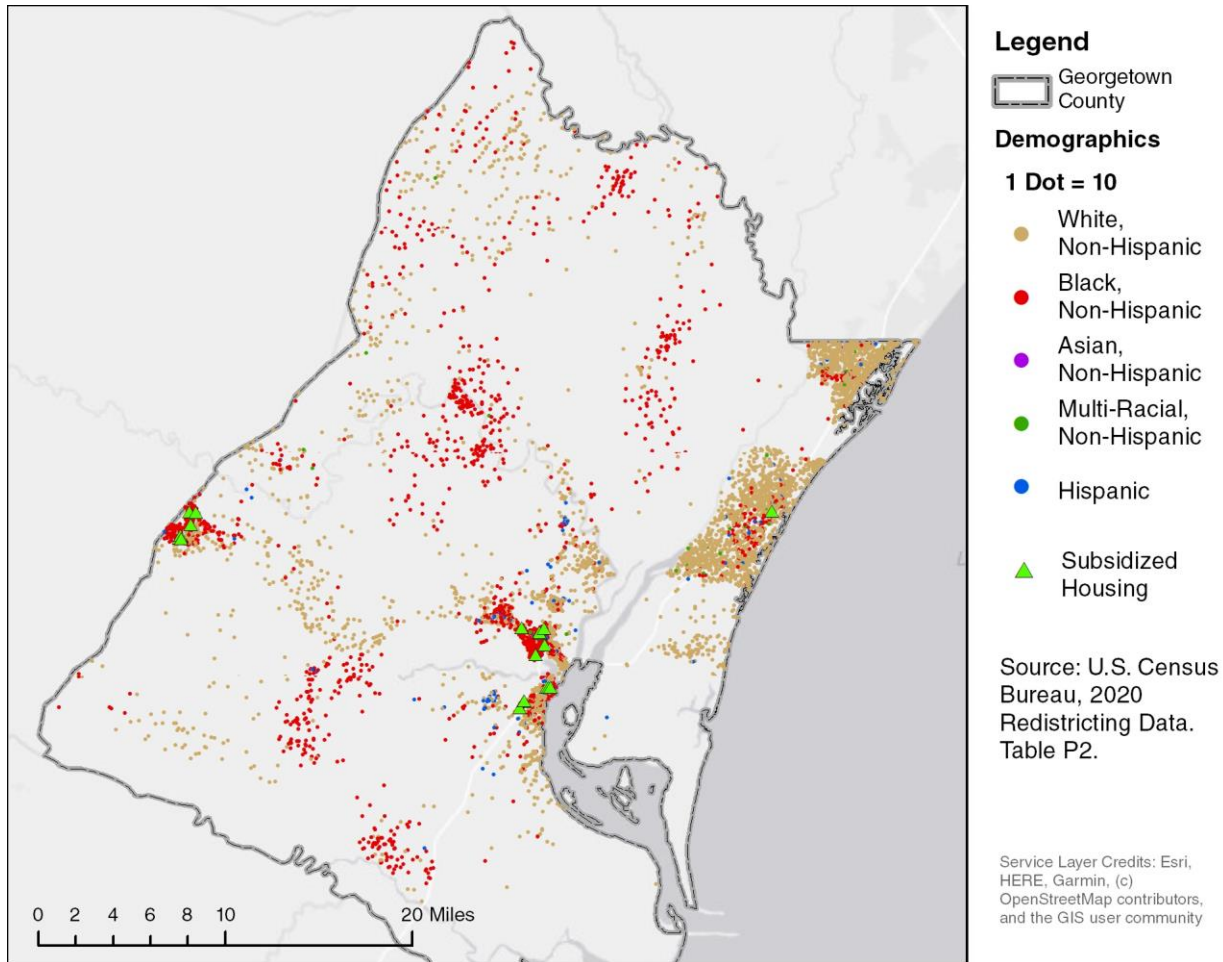 Legend
Georgetown
County
Demographics
1 Dot = 10
White,
Non-Hispanic
Black,
Non-Hispanic
Asian,
Non-Hispanic
Multi-Racial,
Non-Hispanic
Hispanic
Subsidized
Housing
Source: U.S. Census
Bureau, 2020
Redistricting Data.
Table P2.
Service Layer Credits: Esri,
HERE, Garmin, (c)
OpenStreetMap contributors,
and the GIS user community
0 2 4 6 8 10 20 Miles